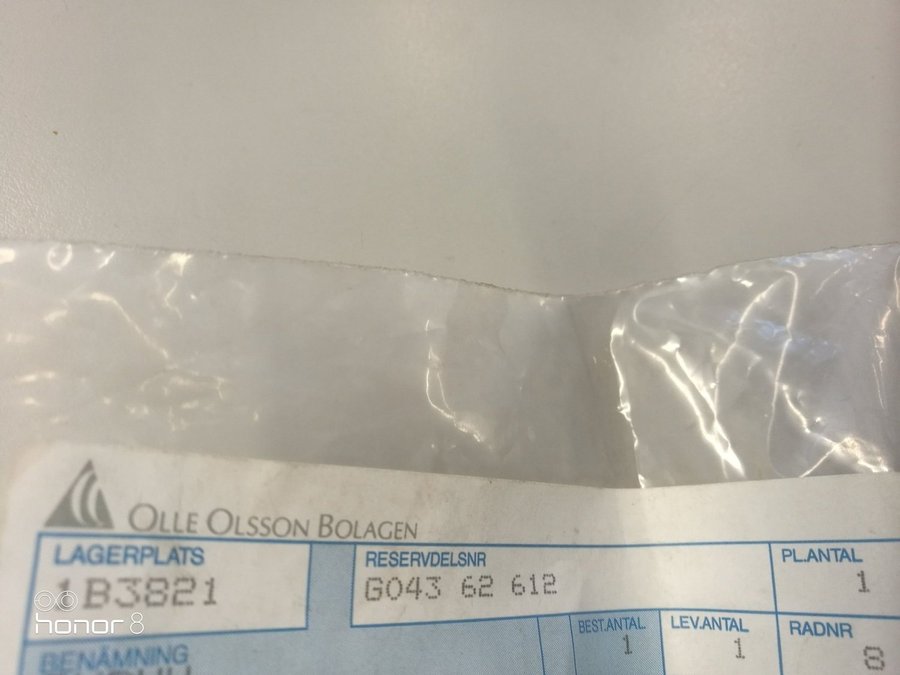 OLLE OLSSON BOLAGEN
LAGERPLATS
1B3821
RESERVDELSNR
G043 62 612
PL.ANTAL
1
BEST.ANTAL
1
LEV.ANTAL
1
RADNR
8
BENÄMNING
honor 8